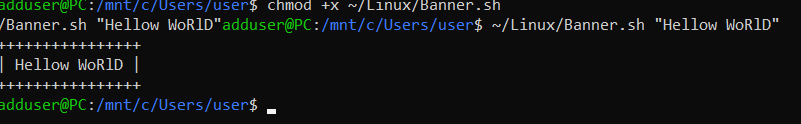 adduser@PC:/mnt/c/Users/user$ chmod +x ~/Linux/Banner.sh
/Banner.sh "Hellow WoRlD"adduser@PC:/mnt/c/Users/user$ ~/Linux/Banner.sh "Hellow WoRlD"
++++++++++++++++
| Hellow WoRlD |
++++++++++++++++
adduser@PC:/mnt/c/Users/user$